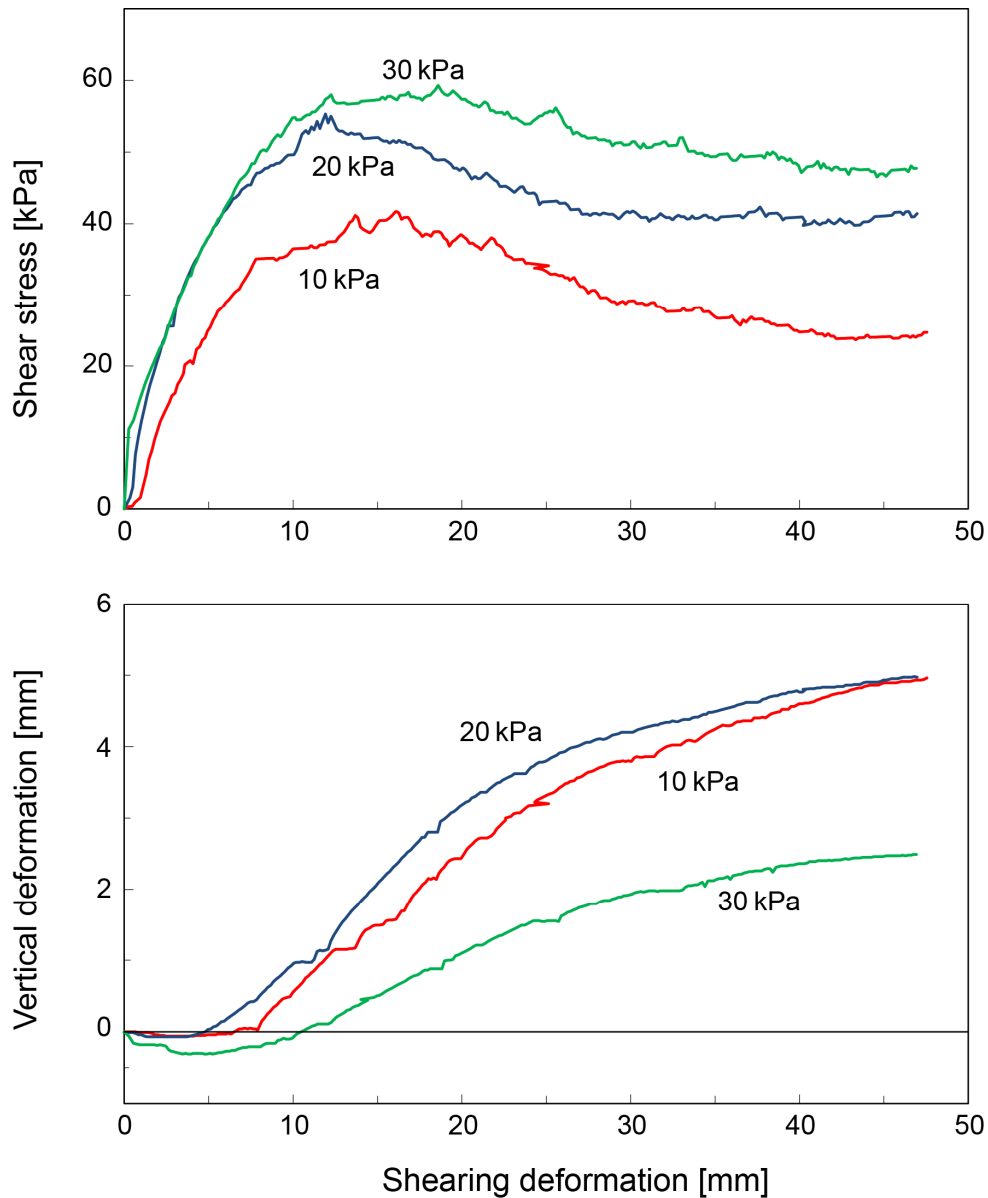 Shear stress [kPa]
60
40
20
0
30 kPa
20 kPa
10 kPa
0 10 20 30 40 50
Vertical deformation [mm]
6
4
2
0
20 kPa
10 kPa
30 kPa
0 10 20 30 40 50
Shearing deformation [mm]